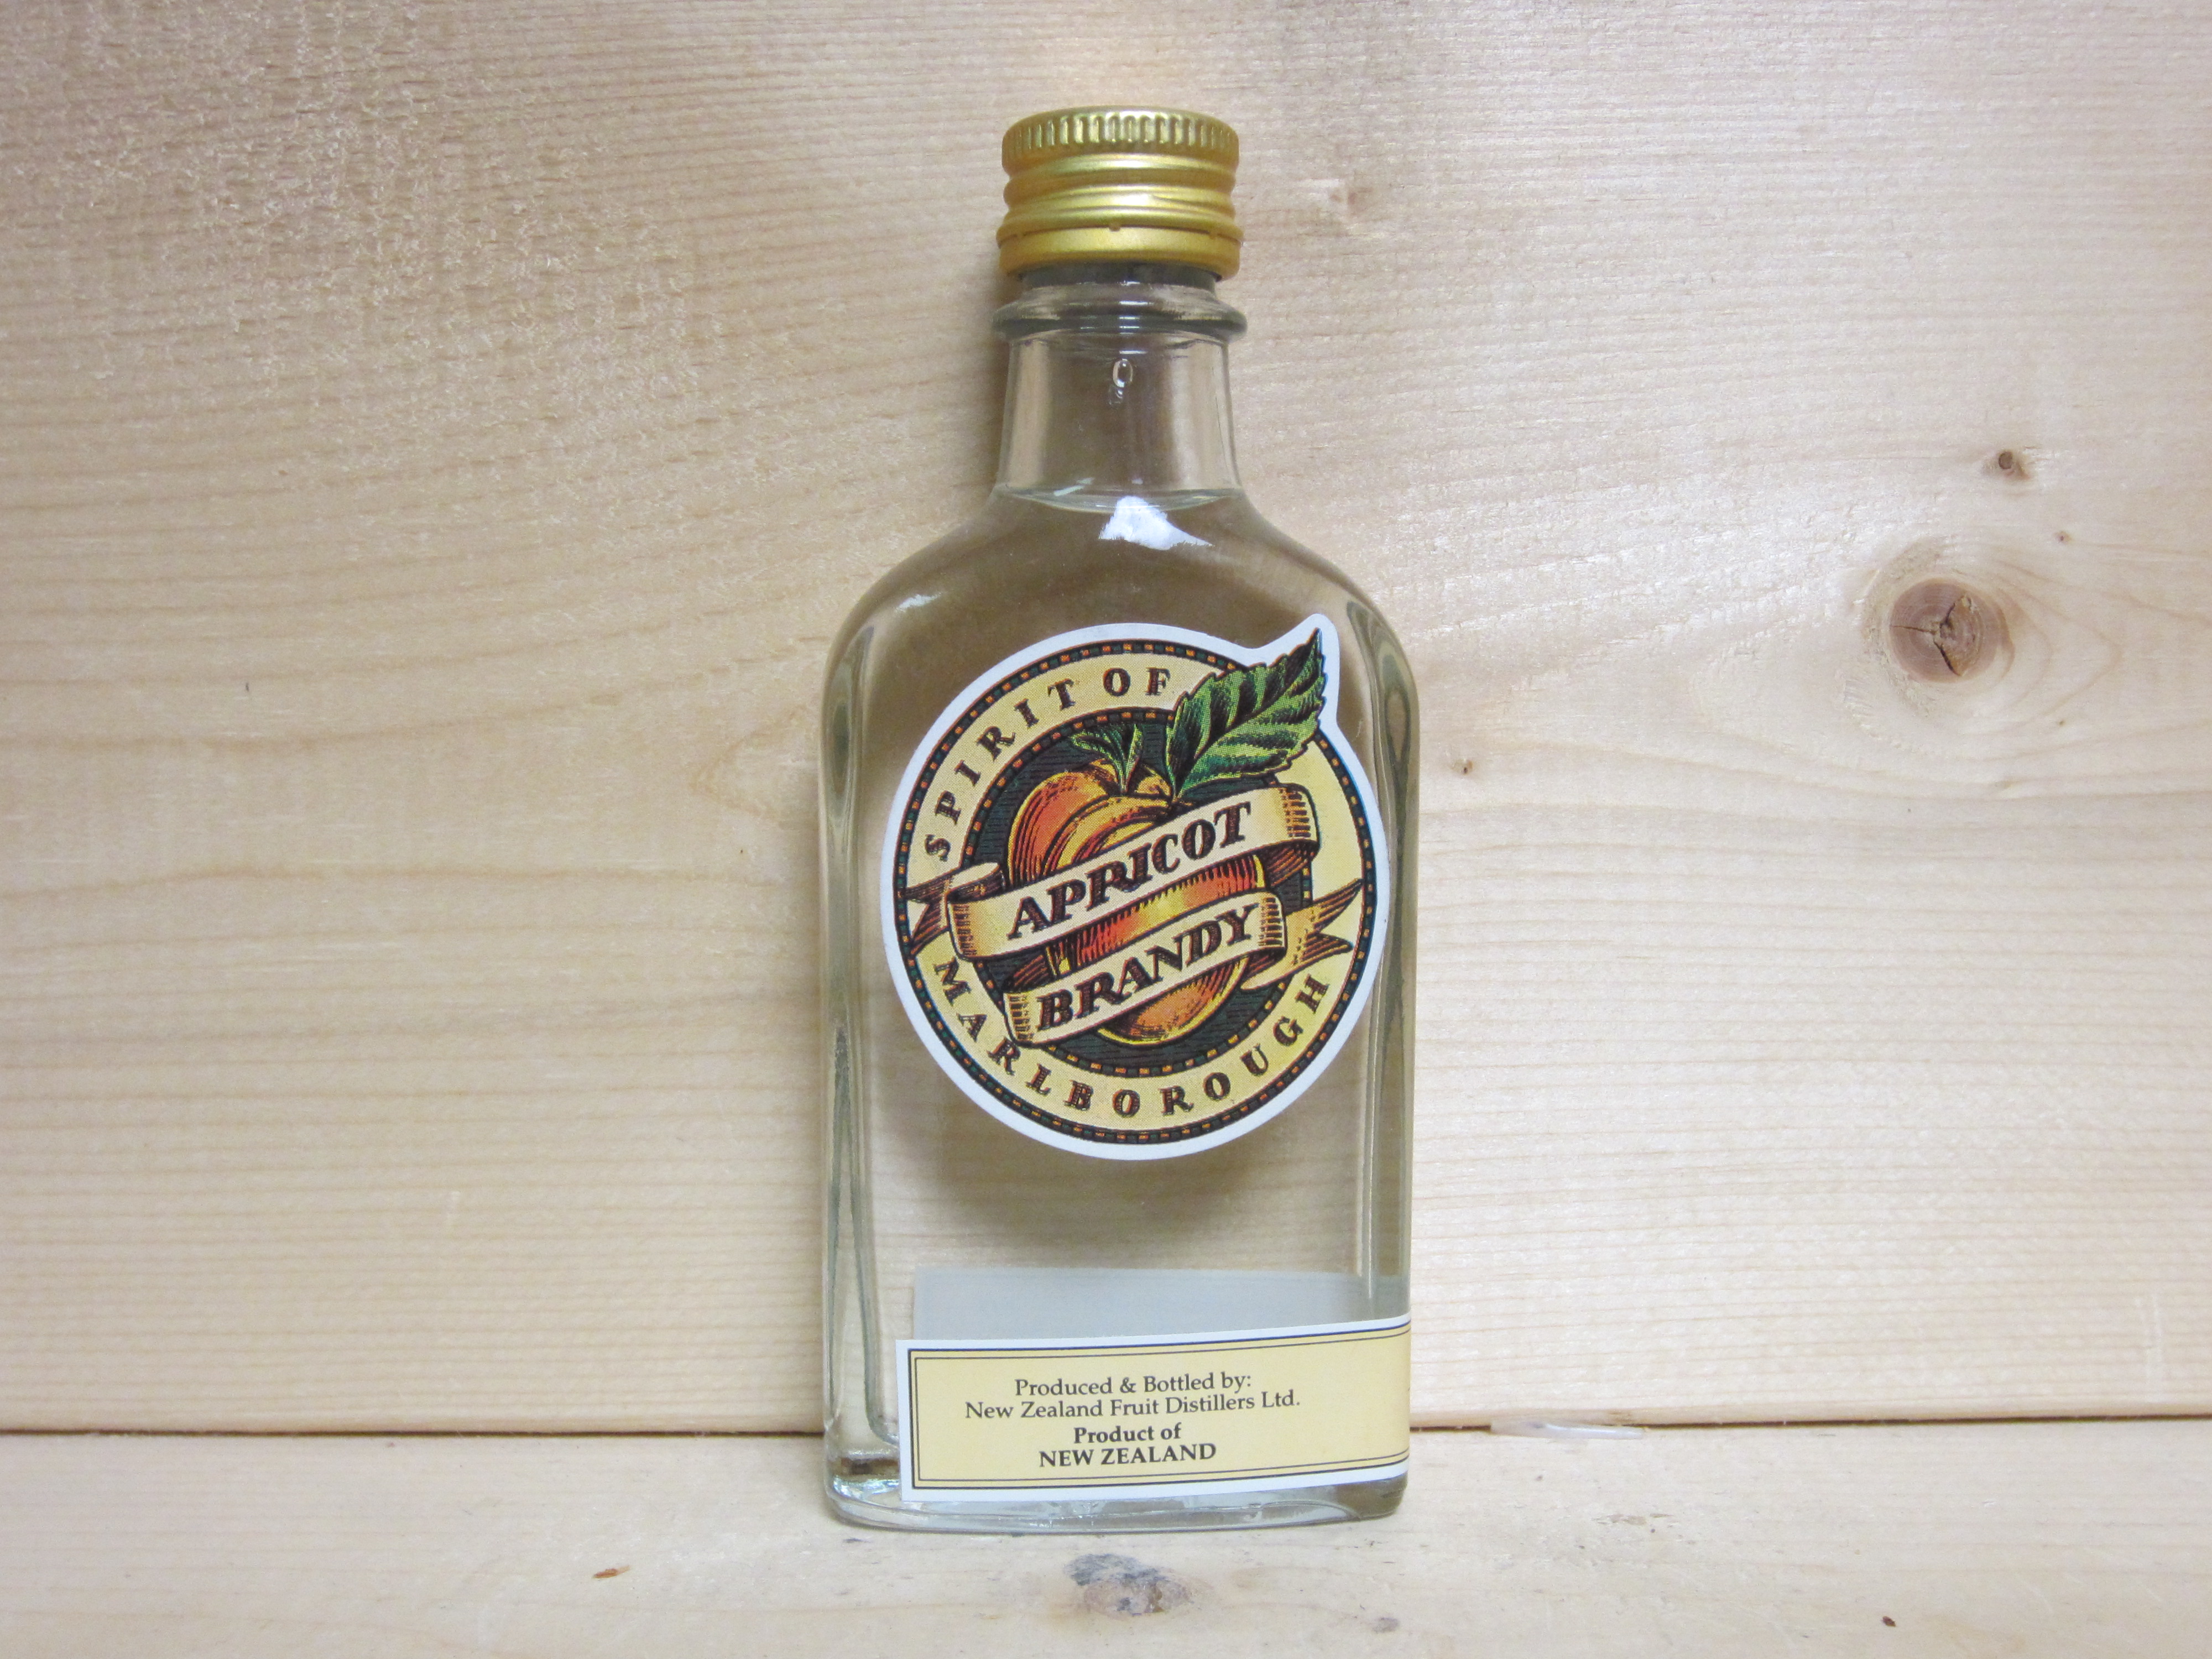 SPIRIT OF
APRICOT
BRANDY
MARLBOROUGH
Produced & Bottled by:
New Zealand Fruit Distillers Ltd.
Product of
NEW ZEALAND